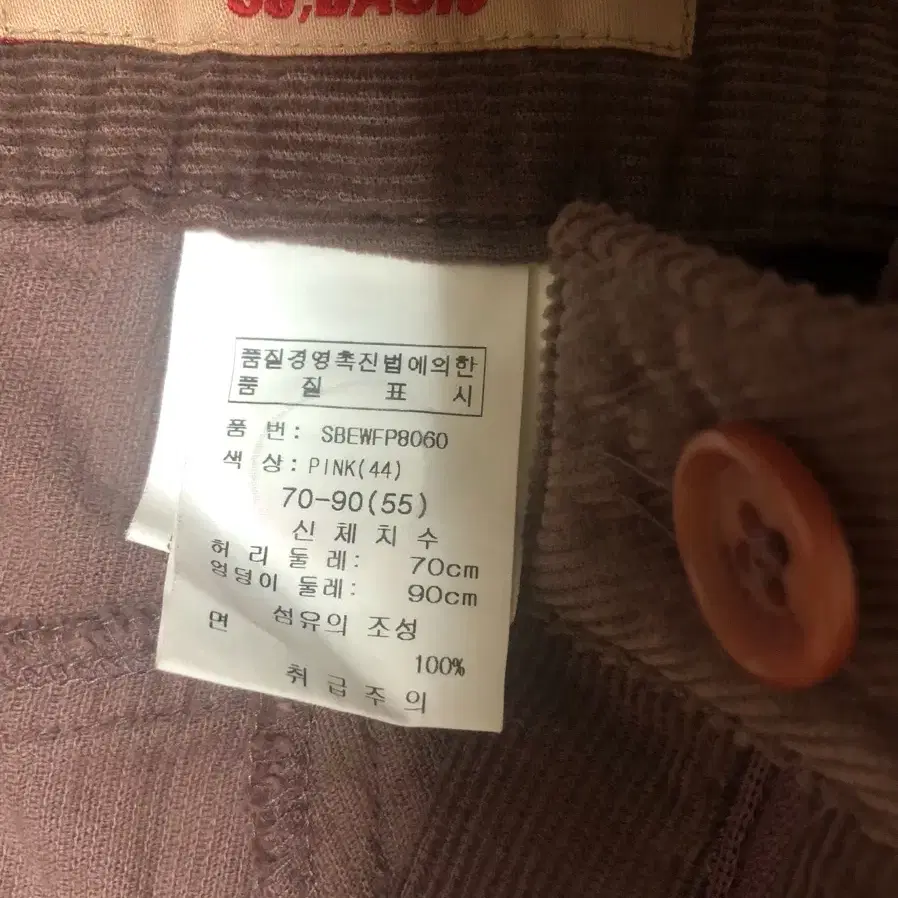 품질경영촉진법에의한
품 질 표 시
품 번: SBEWFP8060
색 상: PINK(44)
70-90(55)
신 체 치 수
허 리 둘 레: 70cm
엉덩이 둘레: 90cm
섬유의 조성
면 100%
취 급 주 의